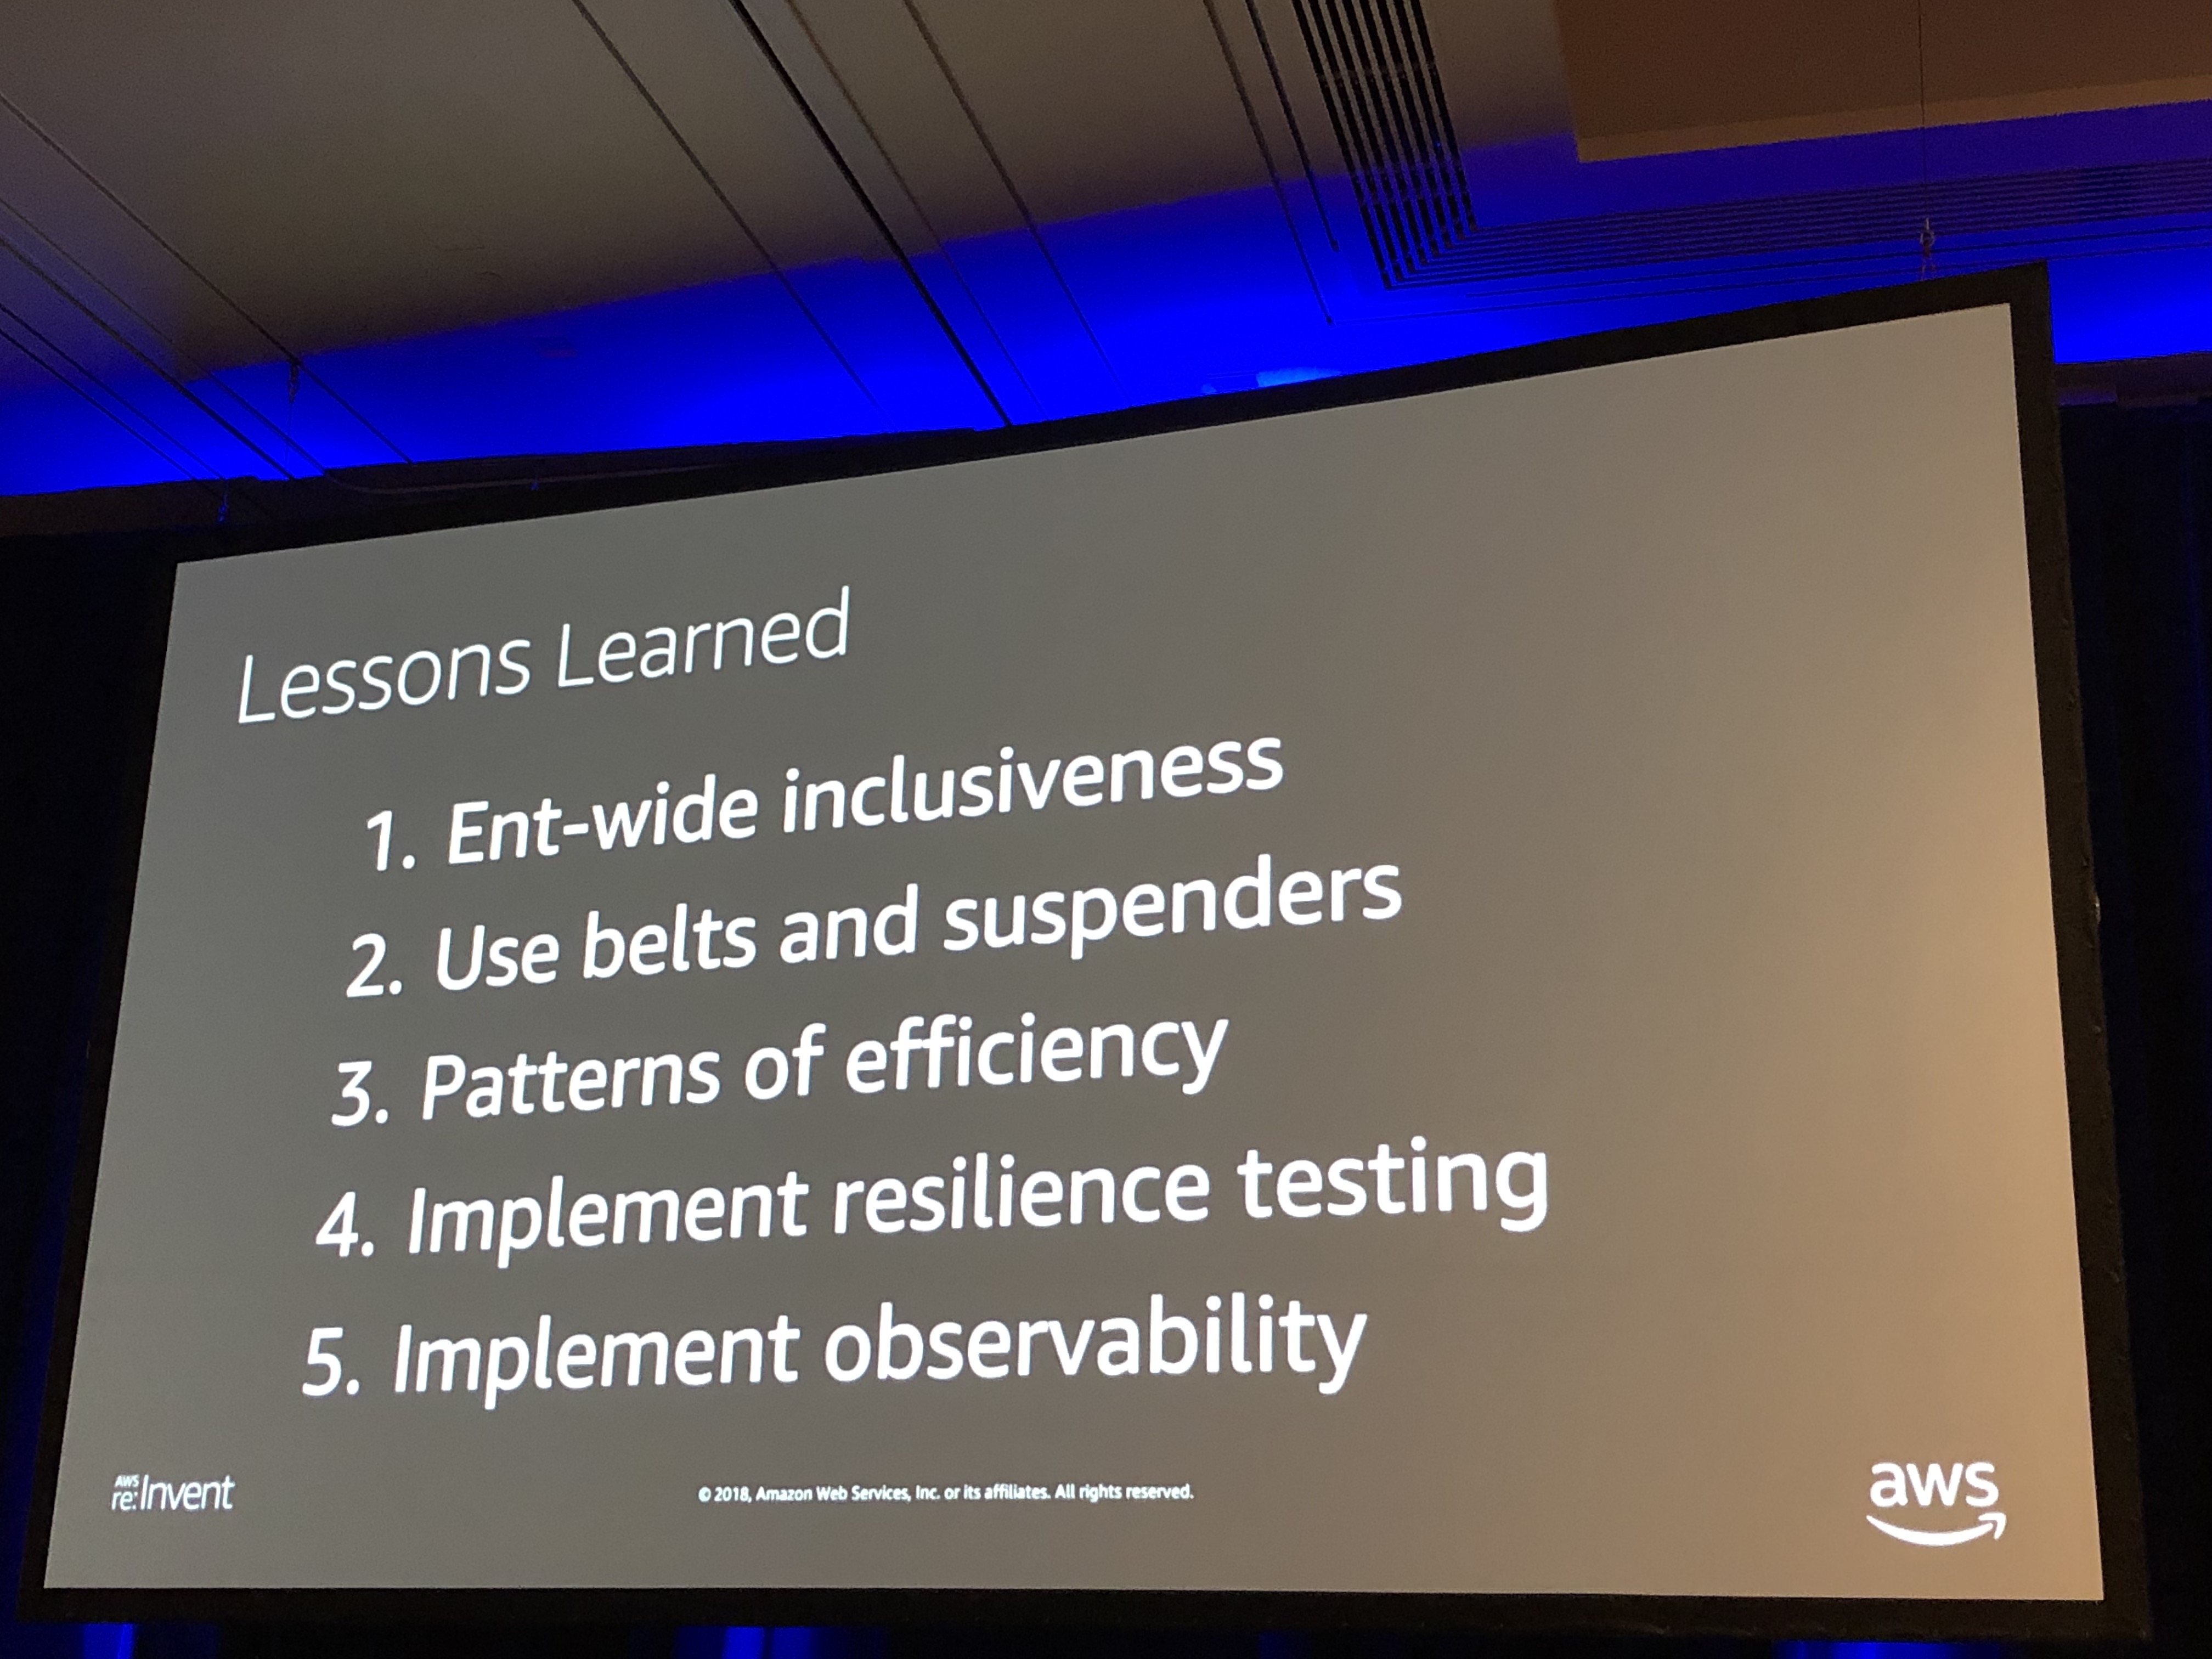 Lessons Learned
1. Ent-wide inclusiveness
2. Use belts and suspenders
3. Patterns of efficiency
4. Implement resilience testing
5. Implement observability
AWS
re:Invent
© 2018, Amazon Web Services, Inc. or its affiliates. All rights reserved.
aws